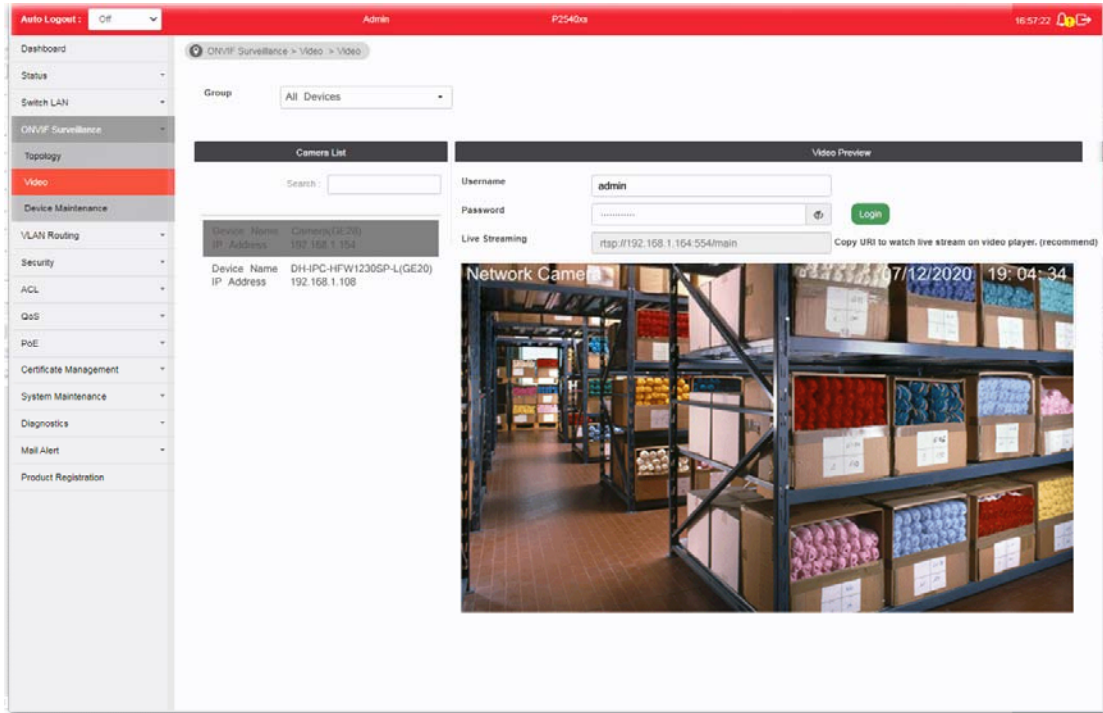 Auto Logout : Off Admin P2540xs 16:57:22
Dashboard
Status
Switch LAN
ONVIF Surveillance
Topology
Video
Device Maintenance
VLAN Routing
Security
ACL
QoS
PoE
Certificate Management
System Maintenance
Diagnostics
Mail Alert
Product Registration
ONVIF Surveillance > Video > Video
Group All Devices
Camera List
Search :
Device Name Camera(GE28)
IP Address 192.168.1.154
Device Name DH-IPC-HFW1230SP-L(GE20)
IP Address 192.168.1.108
Video Preview
Username admin
Password Login
Live Streaming rtsp://192.168.1.164:554/main Copy URI to watch live stream on video player. (recommend)
Network Camera 07/12/2020 19:04:34